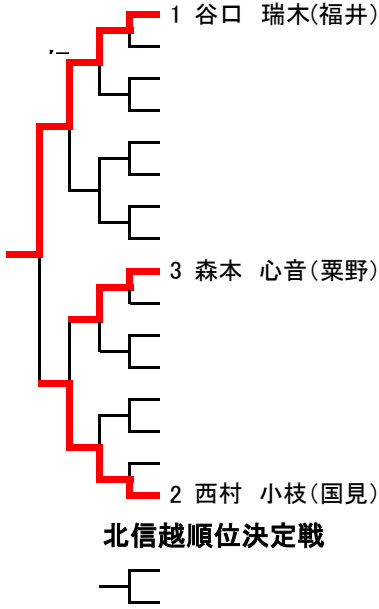 1 谷口 瑞木(福井)
3 森本 心音(粟野)
2 西村 小枝(国見)
北信越順位決定戦